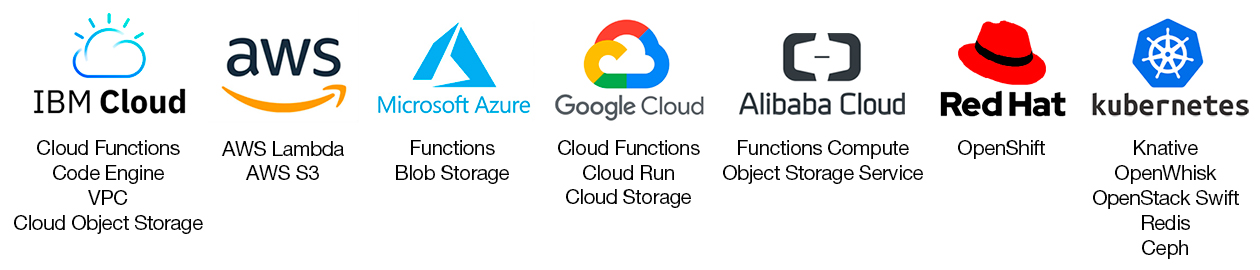 IBM Cloud
Cloud Functions
Code Engine
VPC
Cloud Object Storage
aws
AWS Lambda
AWS S3
Microsoft Azure
Functions
Blob Storage
Google Cloud
Cloud Functions
Cloud Run
Cloud Storage
Alibaba Cloud
Functions Compute
Object Storage Service
Red Hat
OpenShift
kubernetes
Knative
OpenWhisk
OpenStack Swift
Redis
Ceph